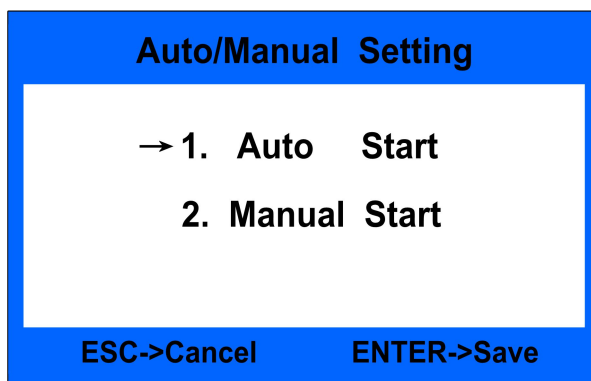 Auto/Manual Setting
→ 1. Auto Start
2. Manual Start
ESC->Cancel ENTER->Save